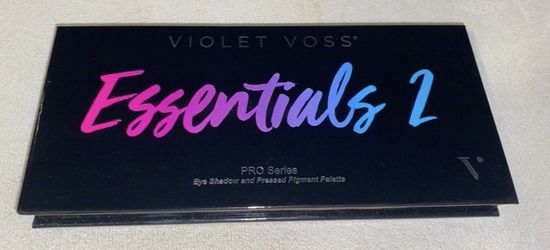 VIOLET VOSS®
Essentials 2
PRO Series
Eye Shadow and Pressed Pigment Palette
V